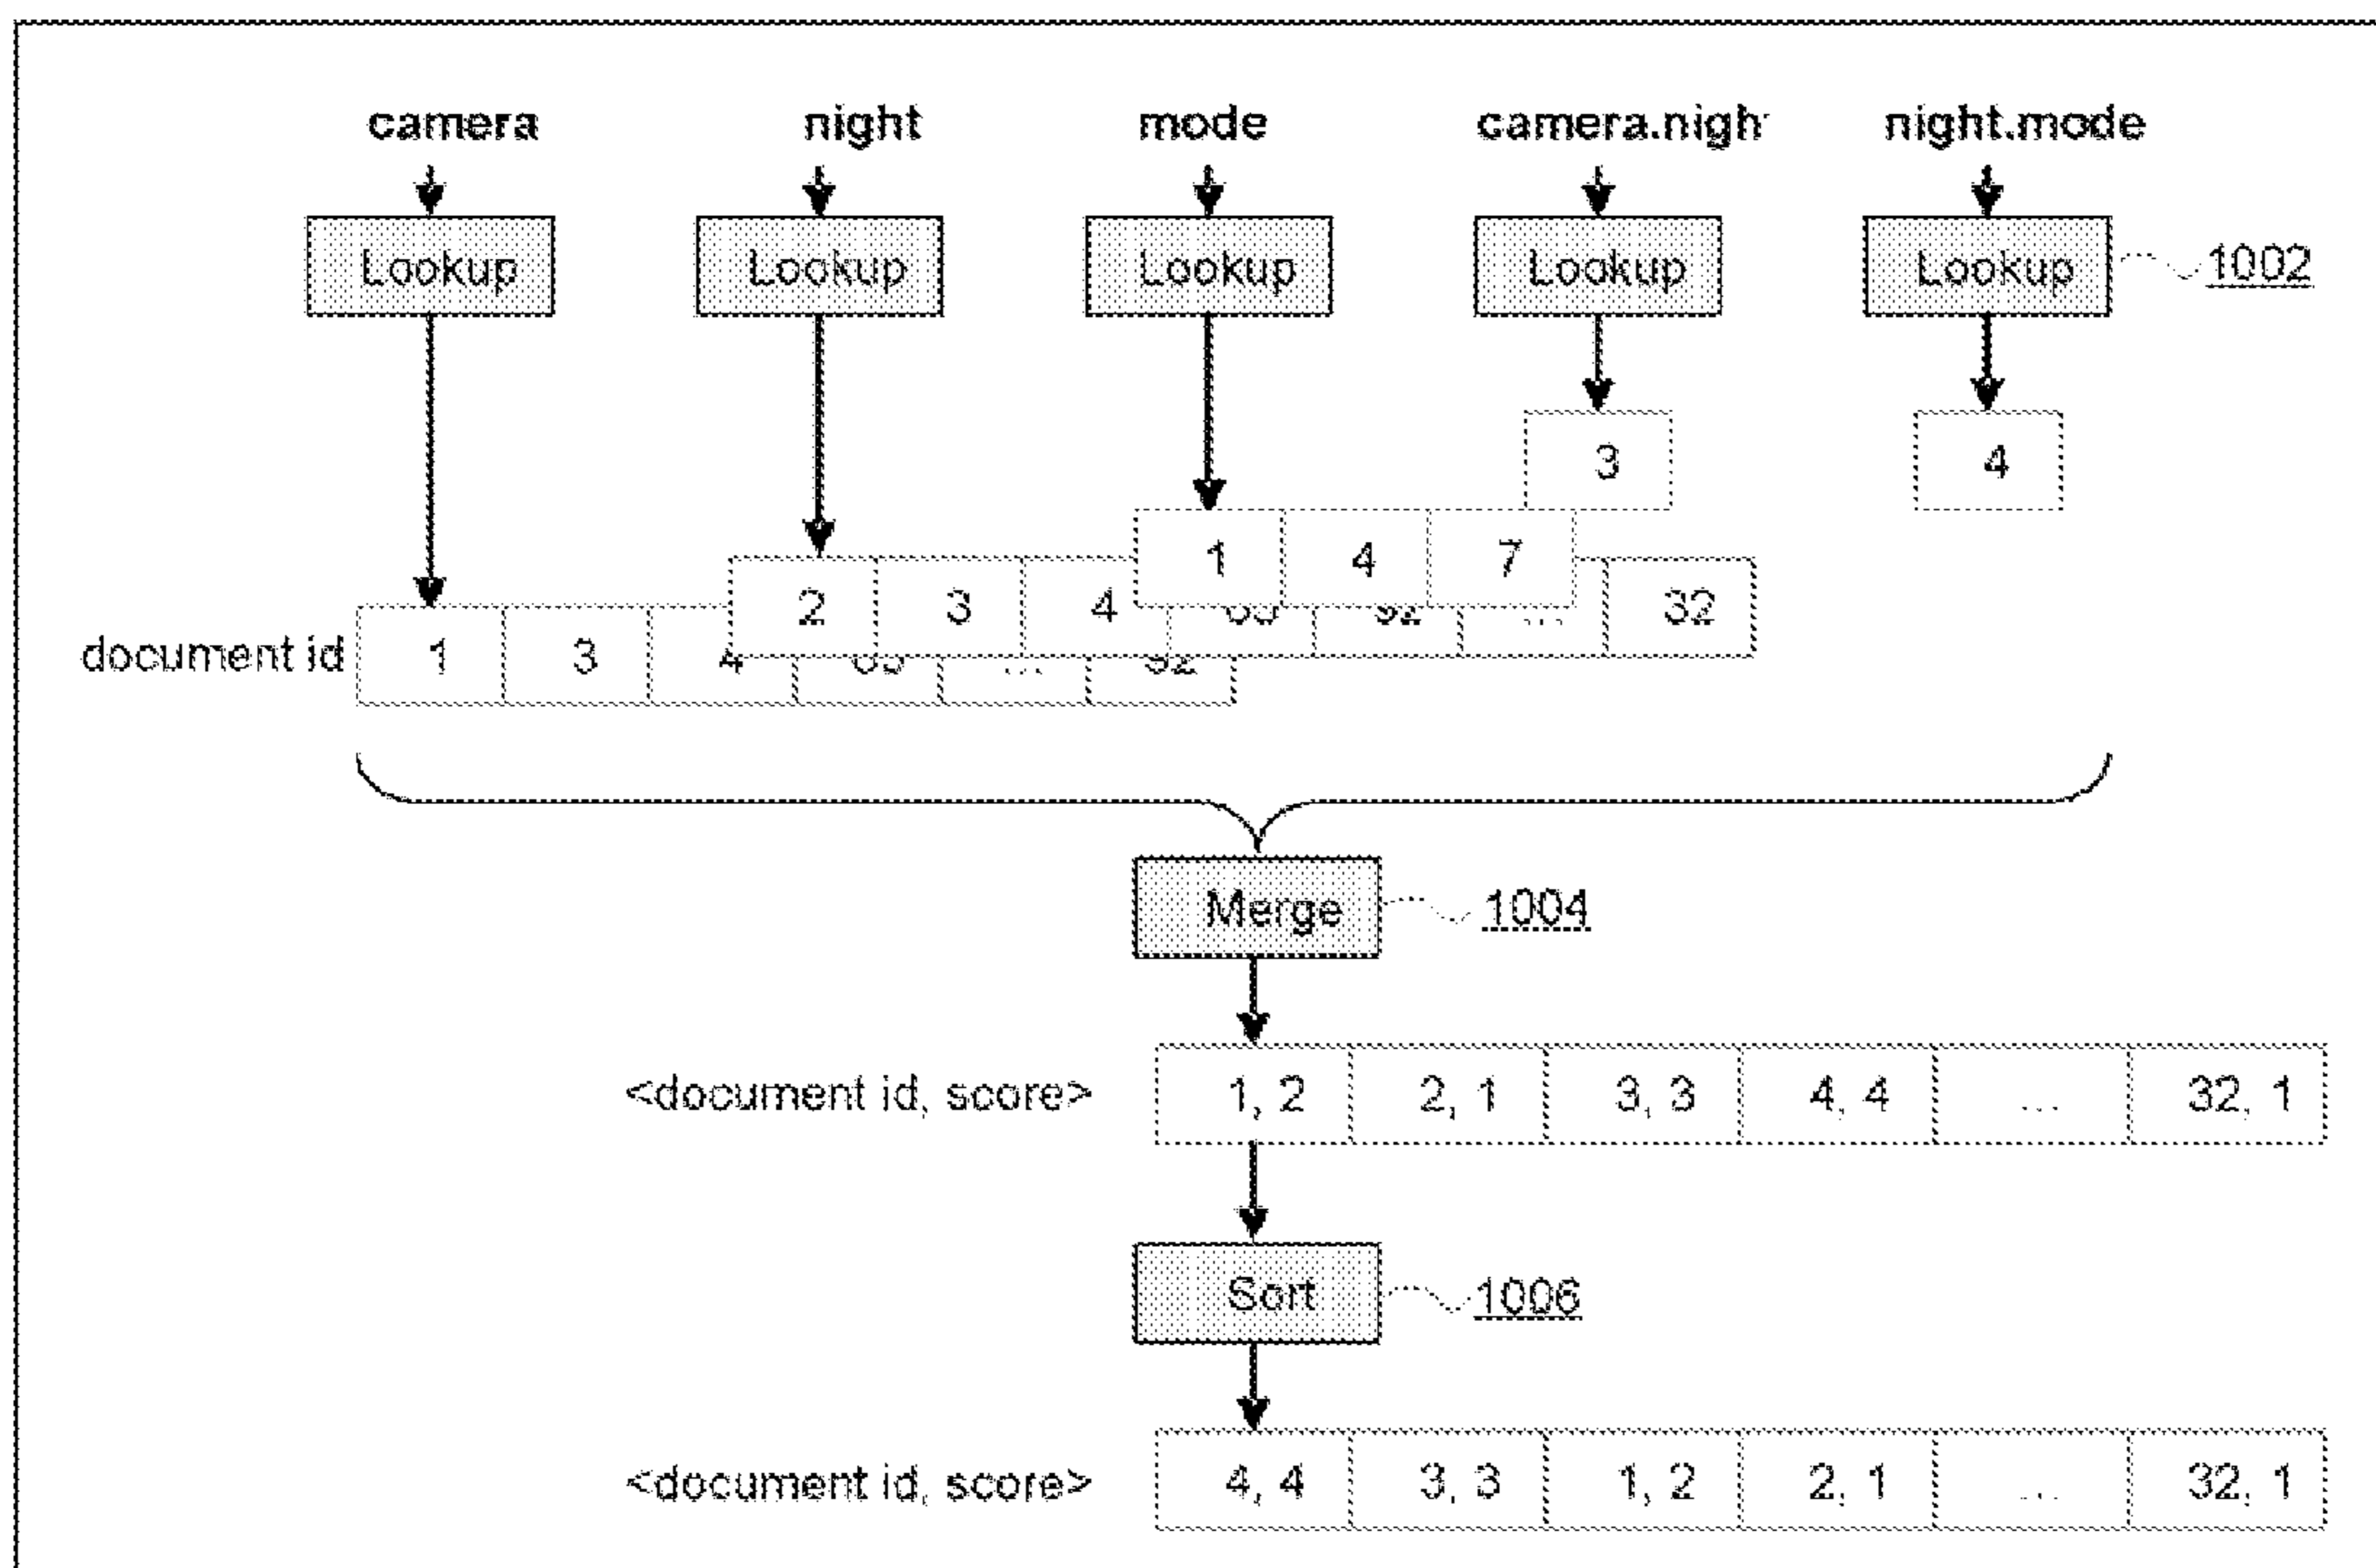 camera night mode camera.nigh night.mode
Lookup Lookup Lookup Lookup Lookup 1002
3 4
1 4 7
2 3 4 32
document id 1 3 4
Merge 1004
<document id, score> 1, 2 2, 1 3, 3 4, 4 ... 32, 1
Sort 1006
<document id, score> 4, 4 3, 3 1, 2 2, 1 ... 32, 1